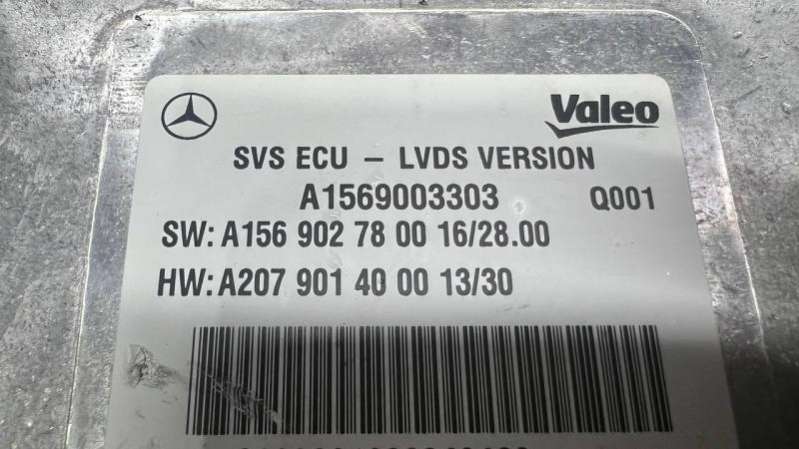 Valeo
SVS ECU – LVDS VERSION
A1569003303 Q001
SW: A156 902 78 00 16/28.00
HW: A207 901 40 00 13/30